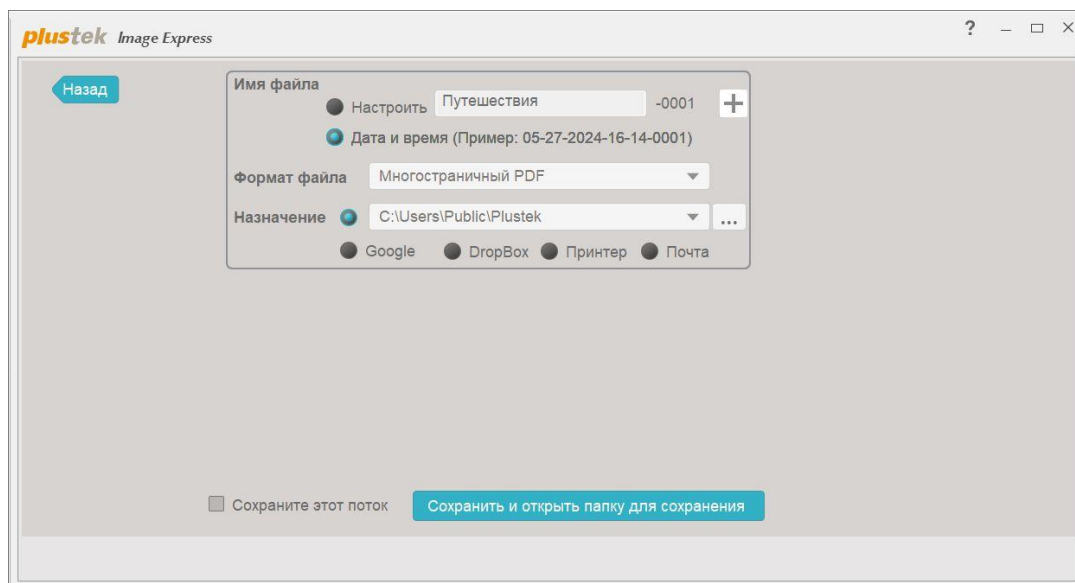 plustek Image Express
?
Назад
Имя файла
Настроить Путешествия -0001
Дата и время (Пример: 05-27-2024-16-14-0001)
Формат файла Многостраничный PDF
Назначение C:\Users\Public\Plustek ...
Google DropBox Принтер Почта
Сохраните этот поток Сохранить и открыть папку для сохранения